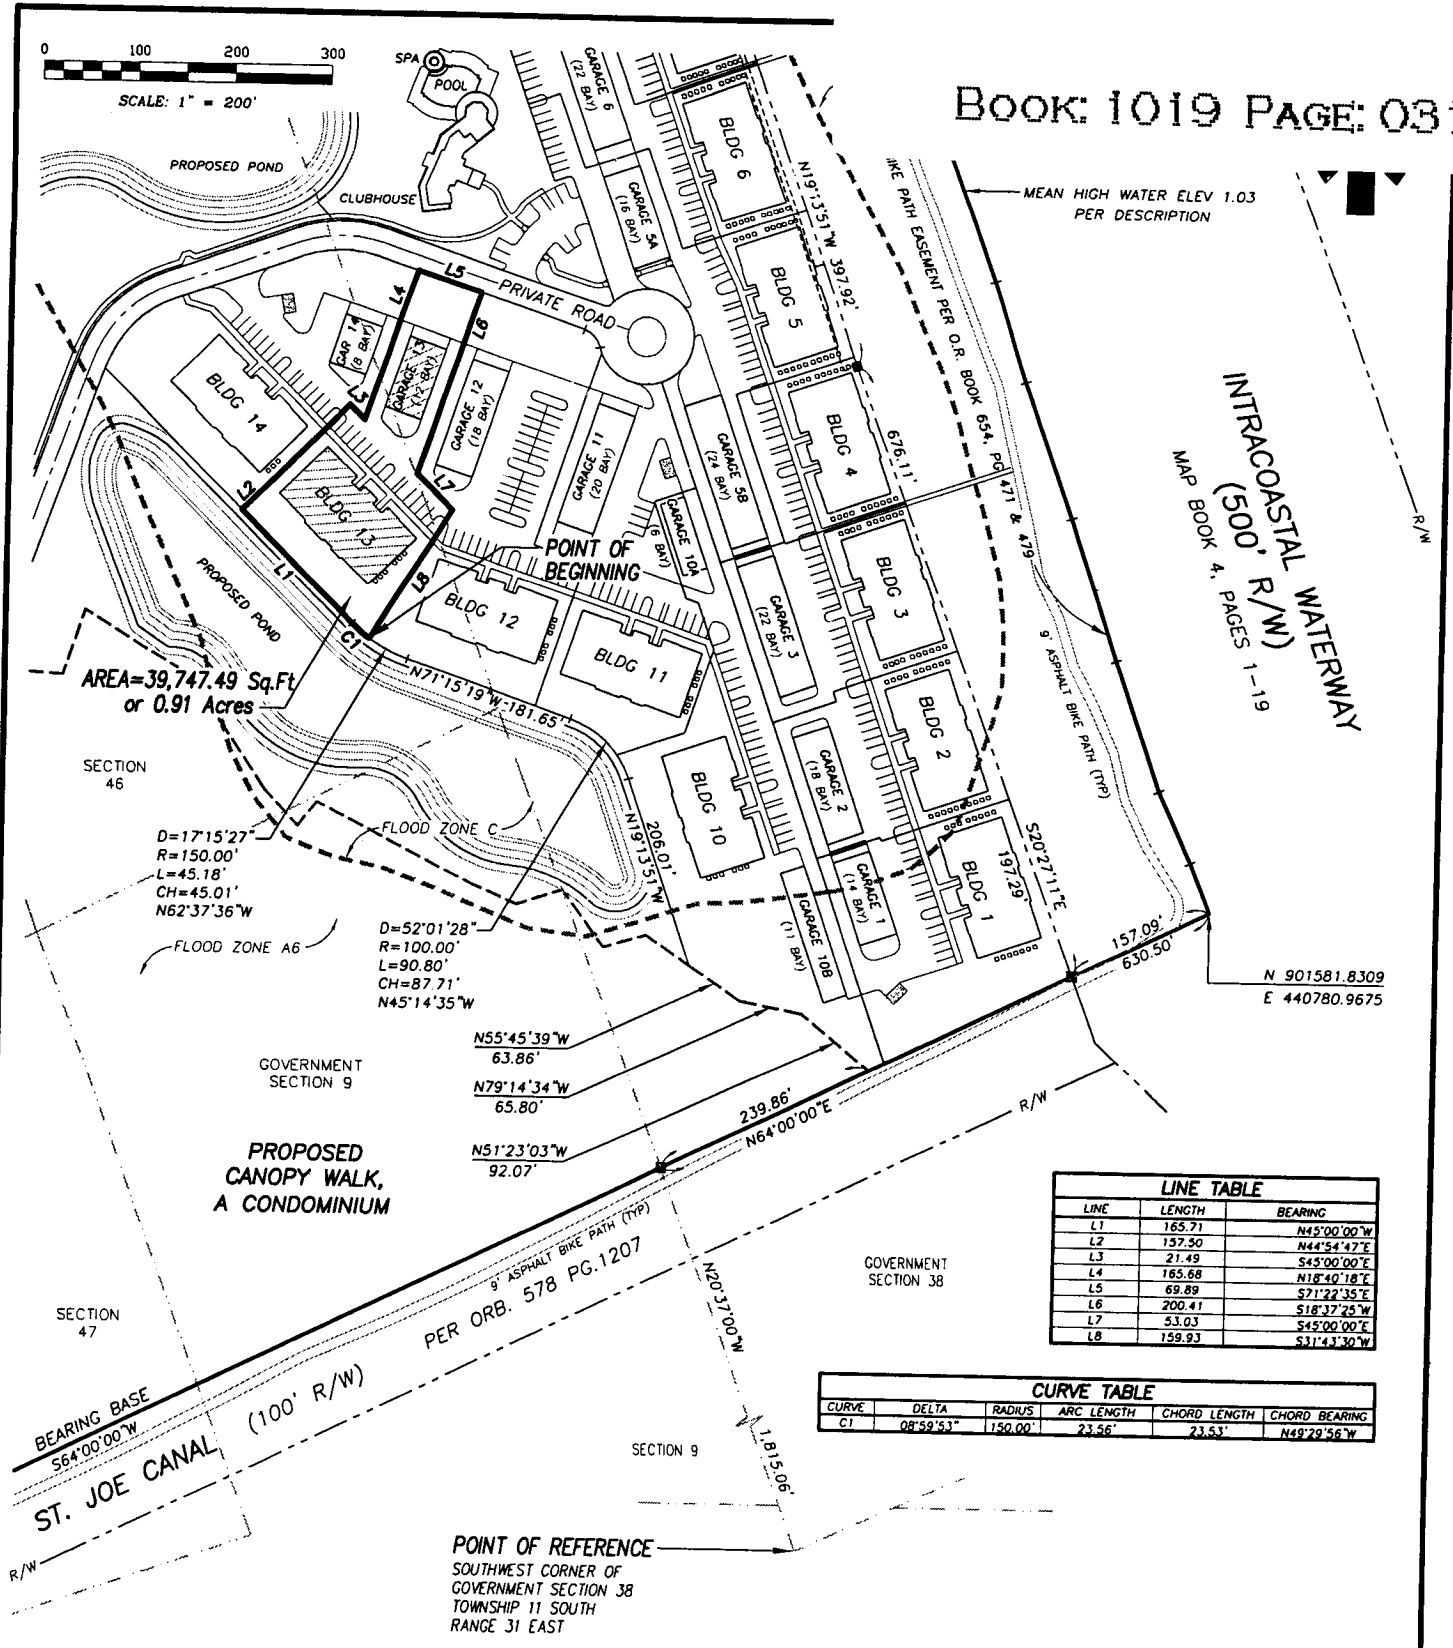 0 100 200 300
SCALE: 1" = 200'
BOOK: 1019 PAGE: 03
SPA
POOL
CLUBHOUSE
PROPOSED POND
GARAGE 6
(22 BAY)
GARAGE 5A
(16 BAY)
BLDG 6
BLDG 5
N19°13'51"W 397.92'
BIKE PATH EASEMENT PER O.R. BOOK 654, PG 471 & 479
MEAN HIGH WATER ELEV 1.03
PER DESCRIPTION
INTRACOASTAL WATERWAY
(500' R/W)
MAP BOOK 4, PAGES 1-19
R/W
L4
L5
L6
PRIVATE ROAD
GAR 14
(8 BAY)
GARAGE 13
(12 BAY)
GARAGE 12
(18 BAY)
GARAGE 11
(20 BAY)
L3
BLDG 14
L2
BLDG 13
L7
L1
L8
C1
PROPOSED POND
POINT OF
BEGINNING
BLDG 12
BLDG 11
BLDG 10
GARAGE 10A
(6 BAY)
GARAGE 5B
(24 BAY)
BLDG 4
676.11'
BLDG 3
GARAGE 3
(22 BAY)
BLDG 2
GARAGE 2
(18 BAY)
BLDG 1
GARAGE 1
(14 BAY)
GARAGE 10B
(11 BAY)
9' ASPHALT BIKE PATH (TYP)
S20°27'11"E
197.29'
AREA=39,747.49 Sq.Ft
or 0.91 Acres
N71°15'19"W 181.65'
206.01'
N19°13'51"W
SECTION
46
D=17°15'27"
R=150.00'
L=45.18'
CH=45.01'
N62°37'36"W
FLOOD ZONE C
FLOOD ZONE A6
D=52°01'28"
R=100.00'
L=90.80'
CH=87.71'
N45°14'35"W
157.09'
630.50'
N 901581.8309
E 440780.9675
N55°45'39"W
63.86'
N79°14'34"W
65.80'
N51°23'03"W
92.07'
GOVERNMENT
SECTION 9
239.86'
N64°00'00"E
R/W
PROPOSED
CANOPY WALK,
A CONDOMINIUM
9' ASPHALT BIKE PATH (TYP)
PER ORB. 578 PG.1207
GOVERNMENT
SECTION 38
N20°37'00"W
1,815.06'
SECTION
47
BEARING BASE
S64°00'00"W
ST. JOE CANAL (100' R/W)
R/W
SECTION 9
POINT OF REFERENCE
SOUTHWEST CORNER OF
GOVERNMENT SECTION 38
TOWNSHIP 11 SOUTH
RANGE 31 EAST
LINE TABLE
LINE LENGTH BEARING
L1 165.71 N45°00'00"W
L2 157.50 N44°54'47"E
L3 21.49 S45°00'00"E
L4 165.68 N18°40'18"E
L5 69.89 S71°22'35"E
L6 200.41 S18°37'25"W
L7 53.03 S45°00'00"E
L8 159.93 S31°43'30"W
CURVE TABLE
CURVE DELTA RADIUS ARC LENGTH CHORD LENGTH CHORD BEARING
C1 08°59'53" 150.00' 23.56' 23.53' N49°29'56"W